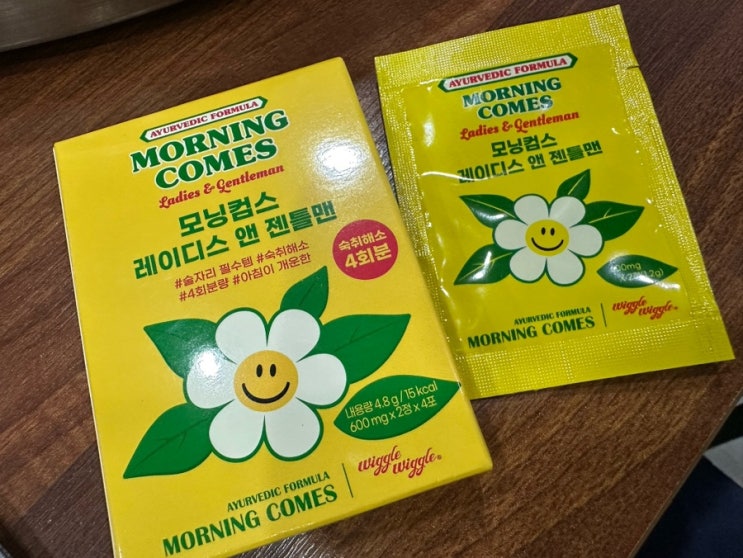 AYURVEDIC FORMULA
MORNING
COMES
Ladies & Gentleman
모닝컴스
레이디스 앤 젠틀맨
#술자리 필수템 #숙취해소
#4회분량 #아침이 개운한
숙취해소
4회분
내용량 4.8g/15 kcal
600mg x 2정 x 4포
AYURVEDIC FORMULA
MORNING COMES
wiggle
wiggle®
AYURVEDIC FORMULA
MORNING
COMES
Ladies & Gentleman
모닝컴스
레이디스 앤 젠틀맨
AYURVEDIC FORMULA
MORNING COMES
wiggle
wiggle®